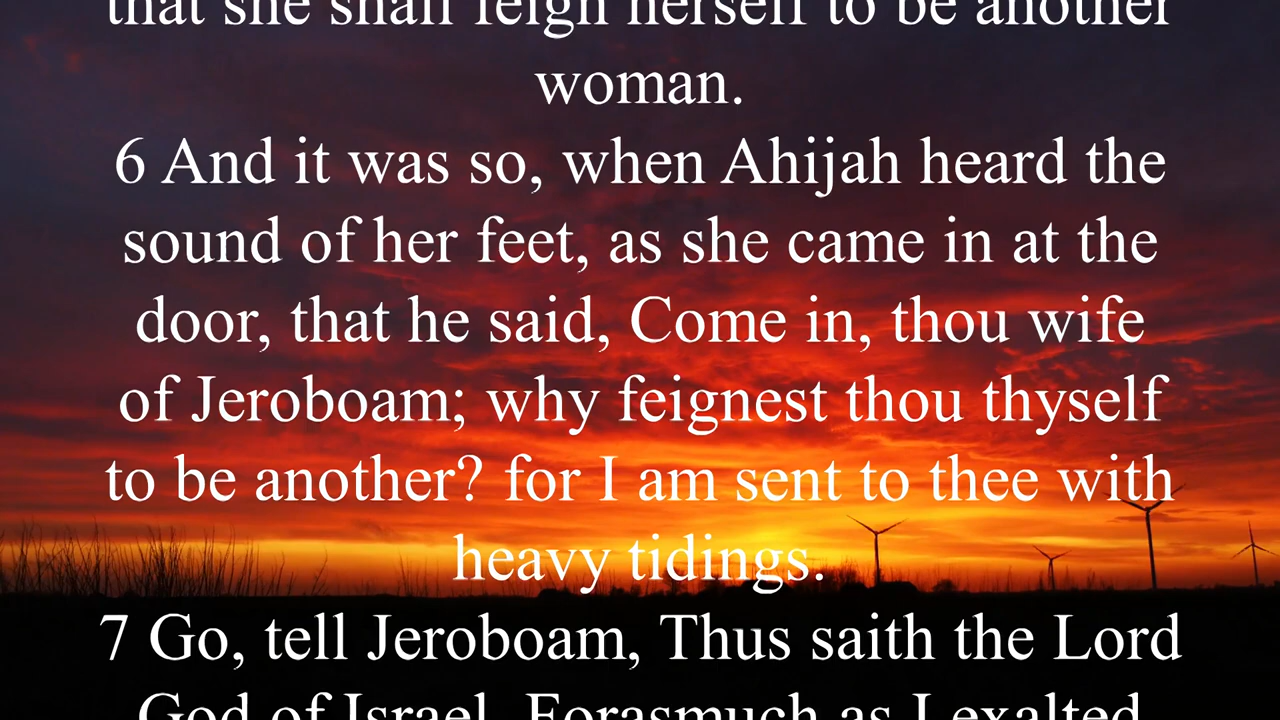 that she shall feign herself to be another
woman.
6 And it was so, when Ahijah heard the
sound of her feet, as she came in at the
door, that he said, Come in, thou wife
of Jeroboam; why feignest thou thyself
to be another? for I am sent to thee with
heavy tidings.
7 Go, tell Jeroboam, Thus saith the Lord
God of Israel, Forasmuch as I exalted